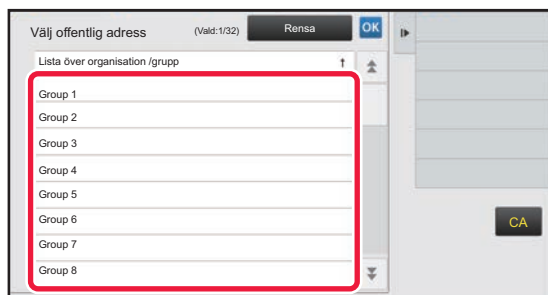 Välj offentlig adress (Vald:1/32) Rensa OK
Lista över organisation /grupp
Group 1
Group 2
Group 3
Group 4
Group 5
Group 6
Group 7
Group 8
CA